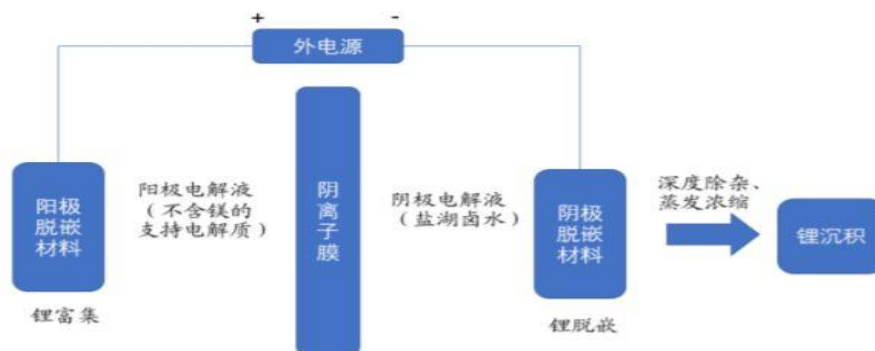 +
-
外电源
阳极
脱嵌
材料
阳极电解液
（不含镁的
支持电解质）
阴
离
子
膜
阴极电解液
（盐湖卤水）
阴极
脱嵌
材料
深度除杂、
蒸发浓缩
锂沉积
锂富集
锂脱嵌